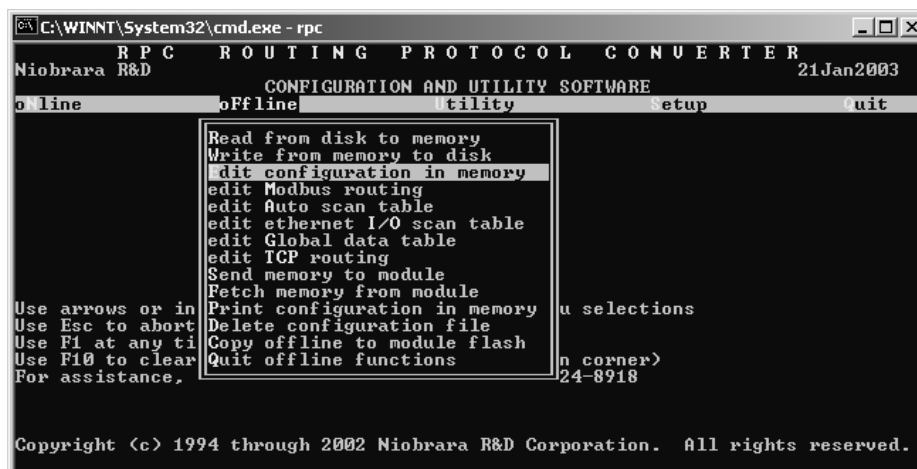 C:\WINNT\System32\cmd.exe - rpc
RPC ROUTING PROTOCOL CONVERTER
Niobrara R&D 21Jan2003
CONFIGURATION AND UTILITY SOFTWARE
oNline oFfline Utility Setup Quit
Read from disk to memory
Write from memory to disk
Edit configuration in memory
edit Modbus routing
edit Auto scan table
edit ethernet I/O scan table
edit Global data table
edit TCP routing
Send memory to module
Fetch memory from module
Use arrows or in Print configuration in memory u selections
Use Esc to abort Delete configuration file
Use F1 at any ti Copy offline to module flash
Use F10 to clear Quit offline functions n corner)
For assistance, 24-8918
Copyright (c) 1994 through 2002 Niobrara R&D Corporation. All rights reserved.